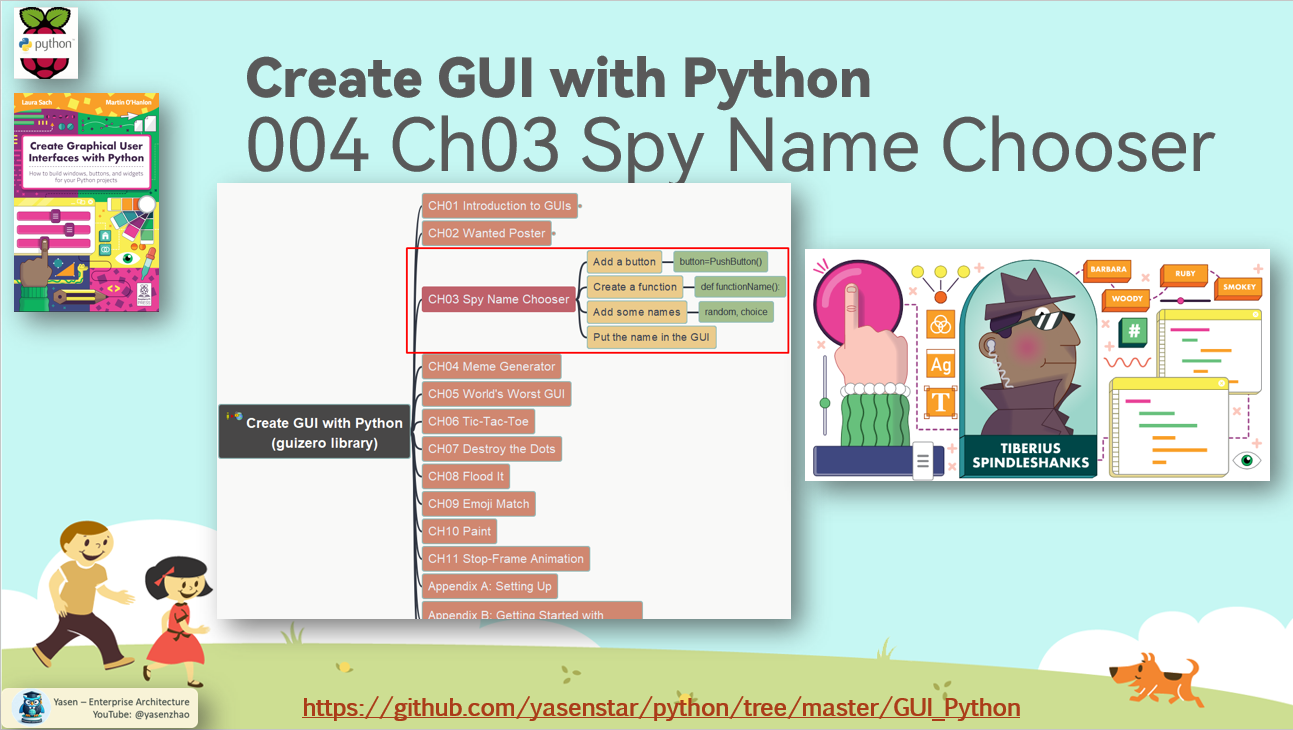 python
Create GUI with Python
004 Ch03 Spy Name Chooser
Laura Sach
Martin O'Hanlon
Create Graphical User
Interfaces with Python
How to build windows, buttons, and widgets
for your Python projects
Create GUI with Python
(guizero library)
CH01 Introduction to GUIs
CH02 Wanted Poster
CH03 Spy Name Chooser
Add a button
button=PushButton()
Create a function
def functionName():
Add some names
random, choice
Put the name in the GUI
CH04 Meme Generator
CH05 World's Worst GUI
CH06 Tic-Tac-Toe
CH07 Destroy the Dots
CH08 Flood It
CH09 Emoji Match
CH10 Paint
CH11 Stop-Frame Animation
Appendix A: Setting Up
Appendix B: Getting Started with
Ag
T
BARBARA
WOODY
RUBY
SMOKEY
#
TIBERIUS
SPINDLESHANKS
Yasen – Enterprise Architecture
YouTube: @yasenzhao
https://github.com/yasenstar/python/tree/master/GUI_Python